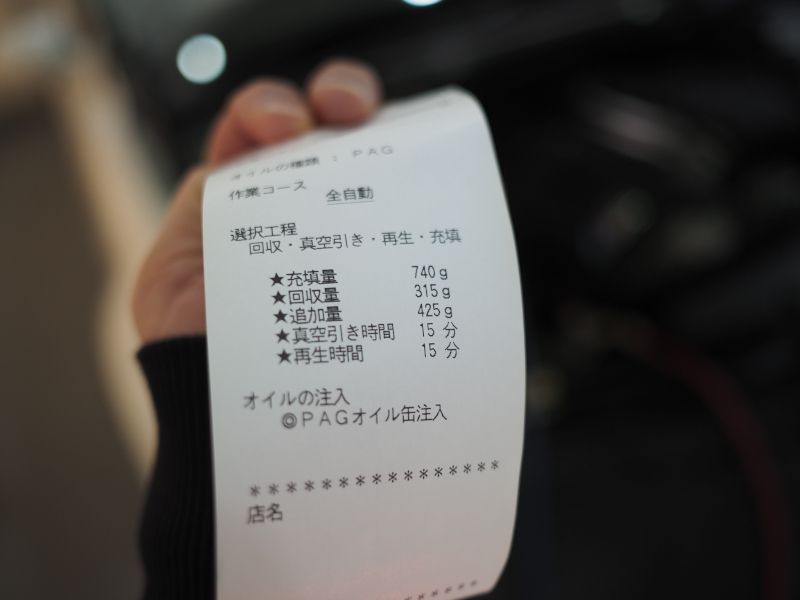 オイルの種類 : PAG
作業コース 全自動
選択工程
回収・真空引き・再生・充填
★充填量 740g
★回収量 315g
★追加量 425g
★真空引き時間 15 分
★再生時間 15 分
オイルの注入
◎PAGオイル缶注入
****************
店名